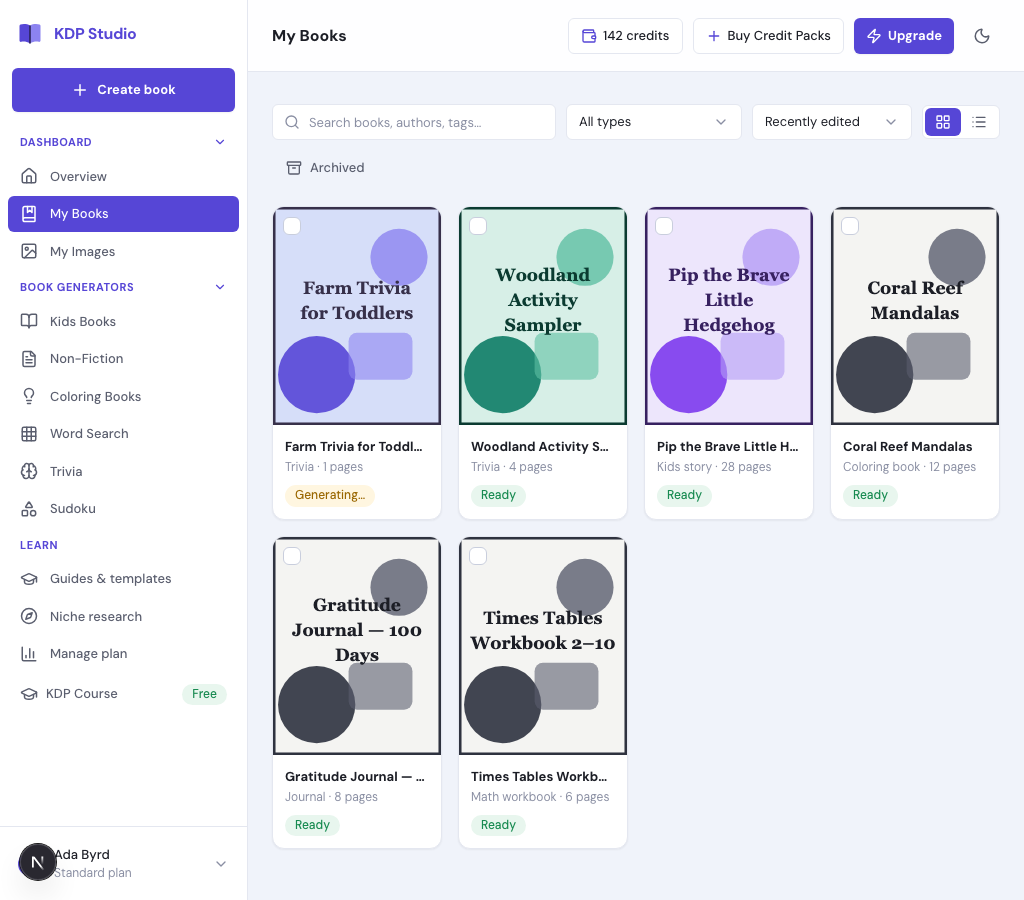 KDP Studio
Create book
DASHBOARD
Overview
My Books
My Images
BOOK GENERATORS
Kids Books
Non-Fiction
Coloring Books
Word Search
Trivia
Sudoku
LEARN
Guides & templates
Niche research
Manage plan
KDP Course
Free
N
Ada Byrd
Standard plan
My Books
142 credits
Buy Credit Packs
Upgrade
Search books, authors, tags…
All types
Recently edited
Archived
Farm Trivia
for Toddlers
Farm Trivia for Toddl…
Trivia · 1 pages
Generating…
Woodland
Activity
Sampler
Woodland Activity S…
Trivia · 4 pages
Ready
Pip the Brave
Little
Hedgehog
Pip the Brave Little H…
Kids story · 28 pages
Ready
Coral Reef
Mandalas
Coral Reef Mandalas
Coloring book · 12 pages
Ready
Gratitude
Journal — 100
Days
Gratitude Journal — …
Journal · 8 pages
Ready
Times Tables
Workbook 2–10
Times Tables Workb…
Math workbook · 6 pages
Ready